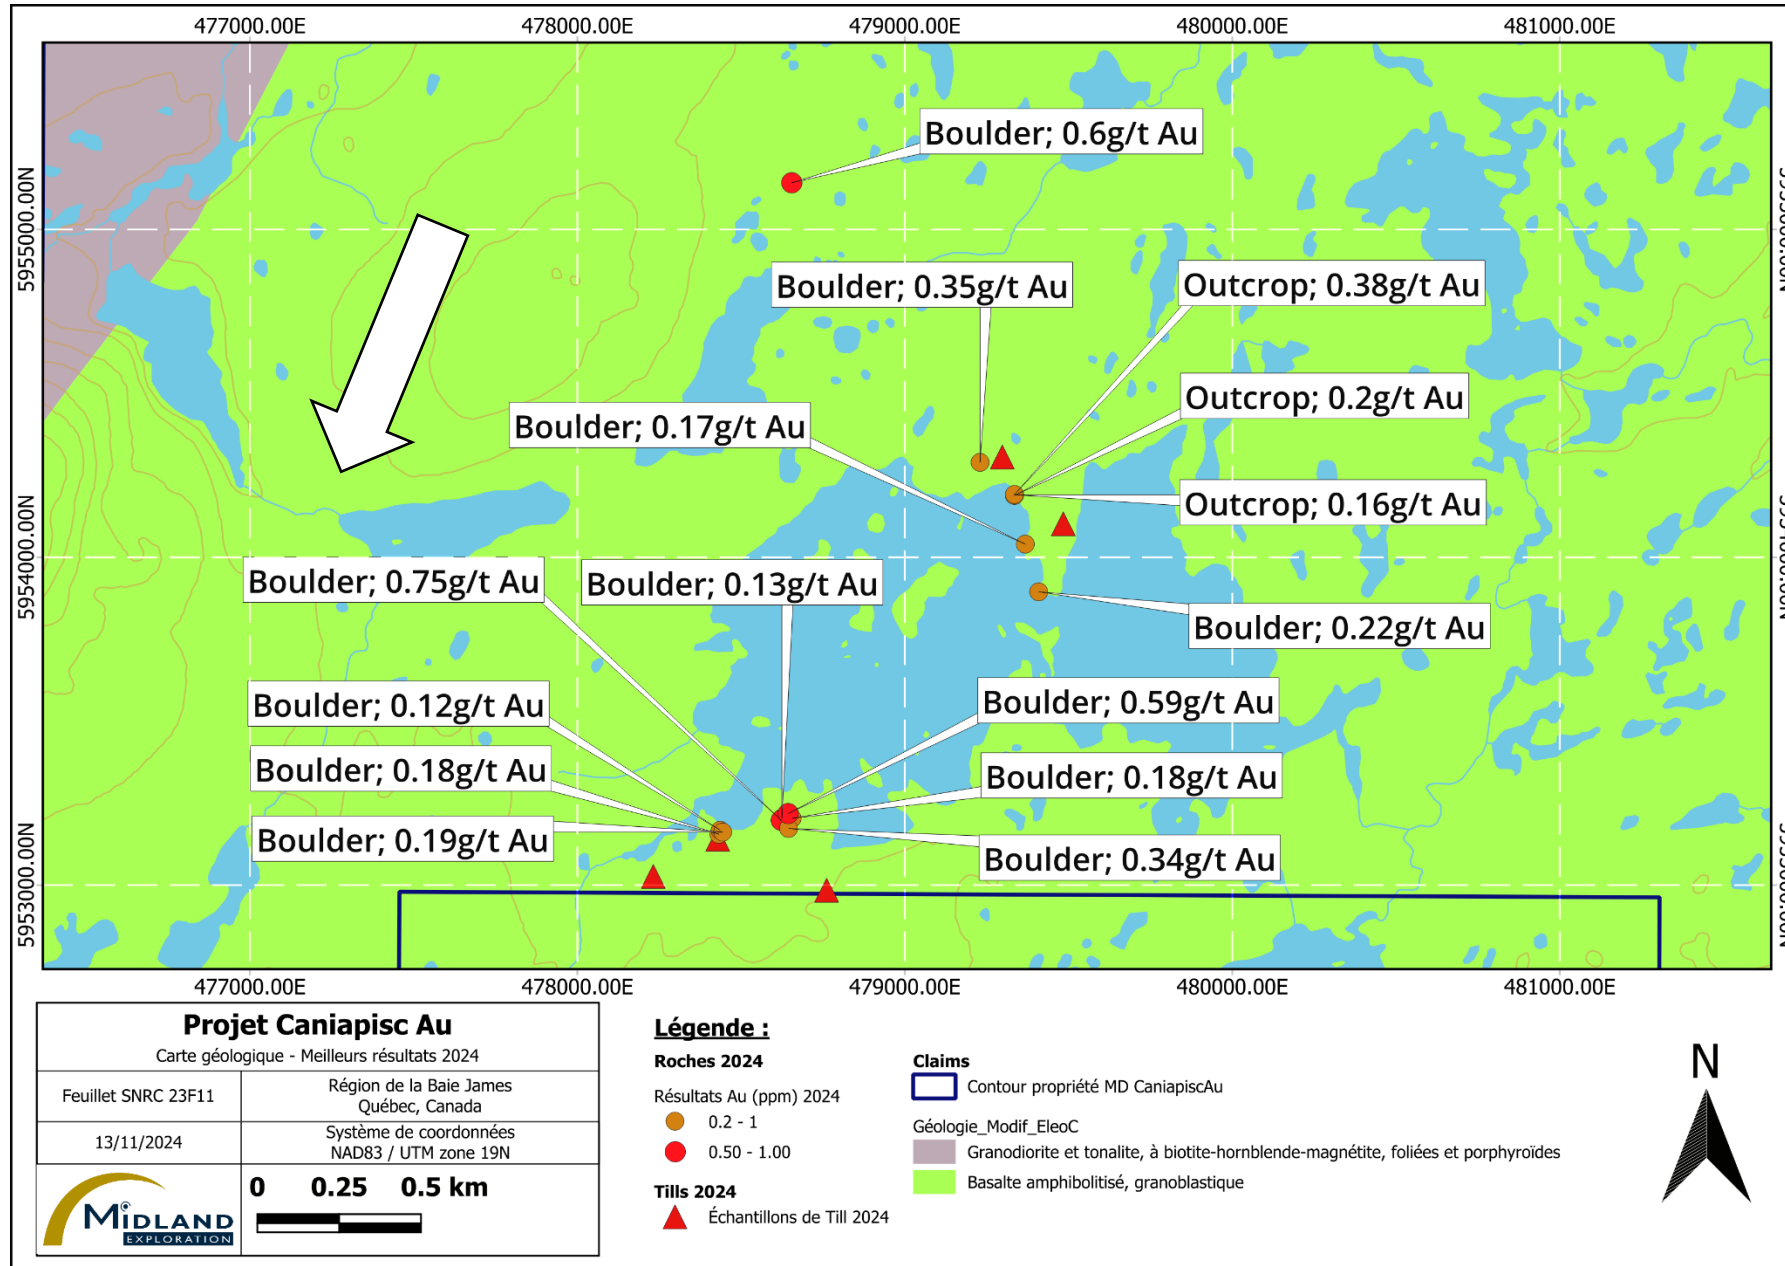 477000.00E
478000.00E
479000.00E
480000.00E
481000.00E
5955000.00N
5954000.00N
5953000.00N
Boulder; 0.6g/t Au
Boulder; 0.35g/t Au
Outcrop; 0.38g/t Au
Outcrop; 0.2g/t Au
Boulder; 0.17g/t Au
Outcrop; 0.16g/t Au
Boulder; 0.75g/t Au
Boulder; 0.13g/t Au
Boulder; 0.22g/t Au
Boulder; 0.12g/t Au
Boulder; 0.59g/t Au
Boulder; 0.18g/t Au
Boulder; 0.18g/t Au
Boulder; 0.19g/t Au
Boulder; 0.34g/t Au
477000.00E
478000.00E
479000.00E
480000.00E
481000.00E
Projet Caniapisc Au
Carte géologique - Meilleurs résultats 2024
Feuillet SNRC 23F11
Région de la Baie James
Québec, Canada
13/11/2024
Système de coordonnées
NAD83 / UTM zone 19N
MIDLAND
EXPLORATION
0 0.25 0.5 km
Légende :
Roches 2024
Résultats Au (ppm) 2024
0.2 - 1
0.50 - 1.00
Tills 2024
Échantillons de Till 2024
Claims
Contour propriété MD CaniapiscAu
Géologie_Modif_EleoC
Granodiorite et tonalite, à biotite-hornblende-magnétite, foliées et porphyroïdes
Basalte amphibolitisé, granoblastique
N